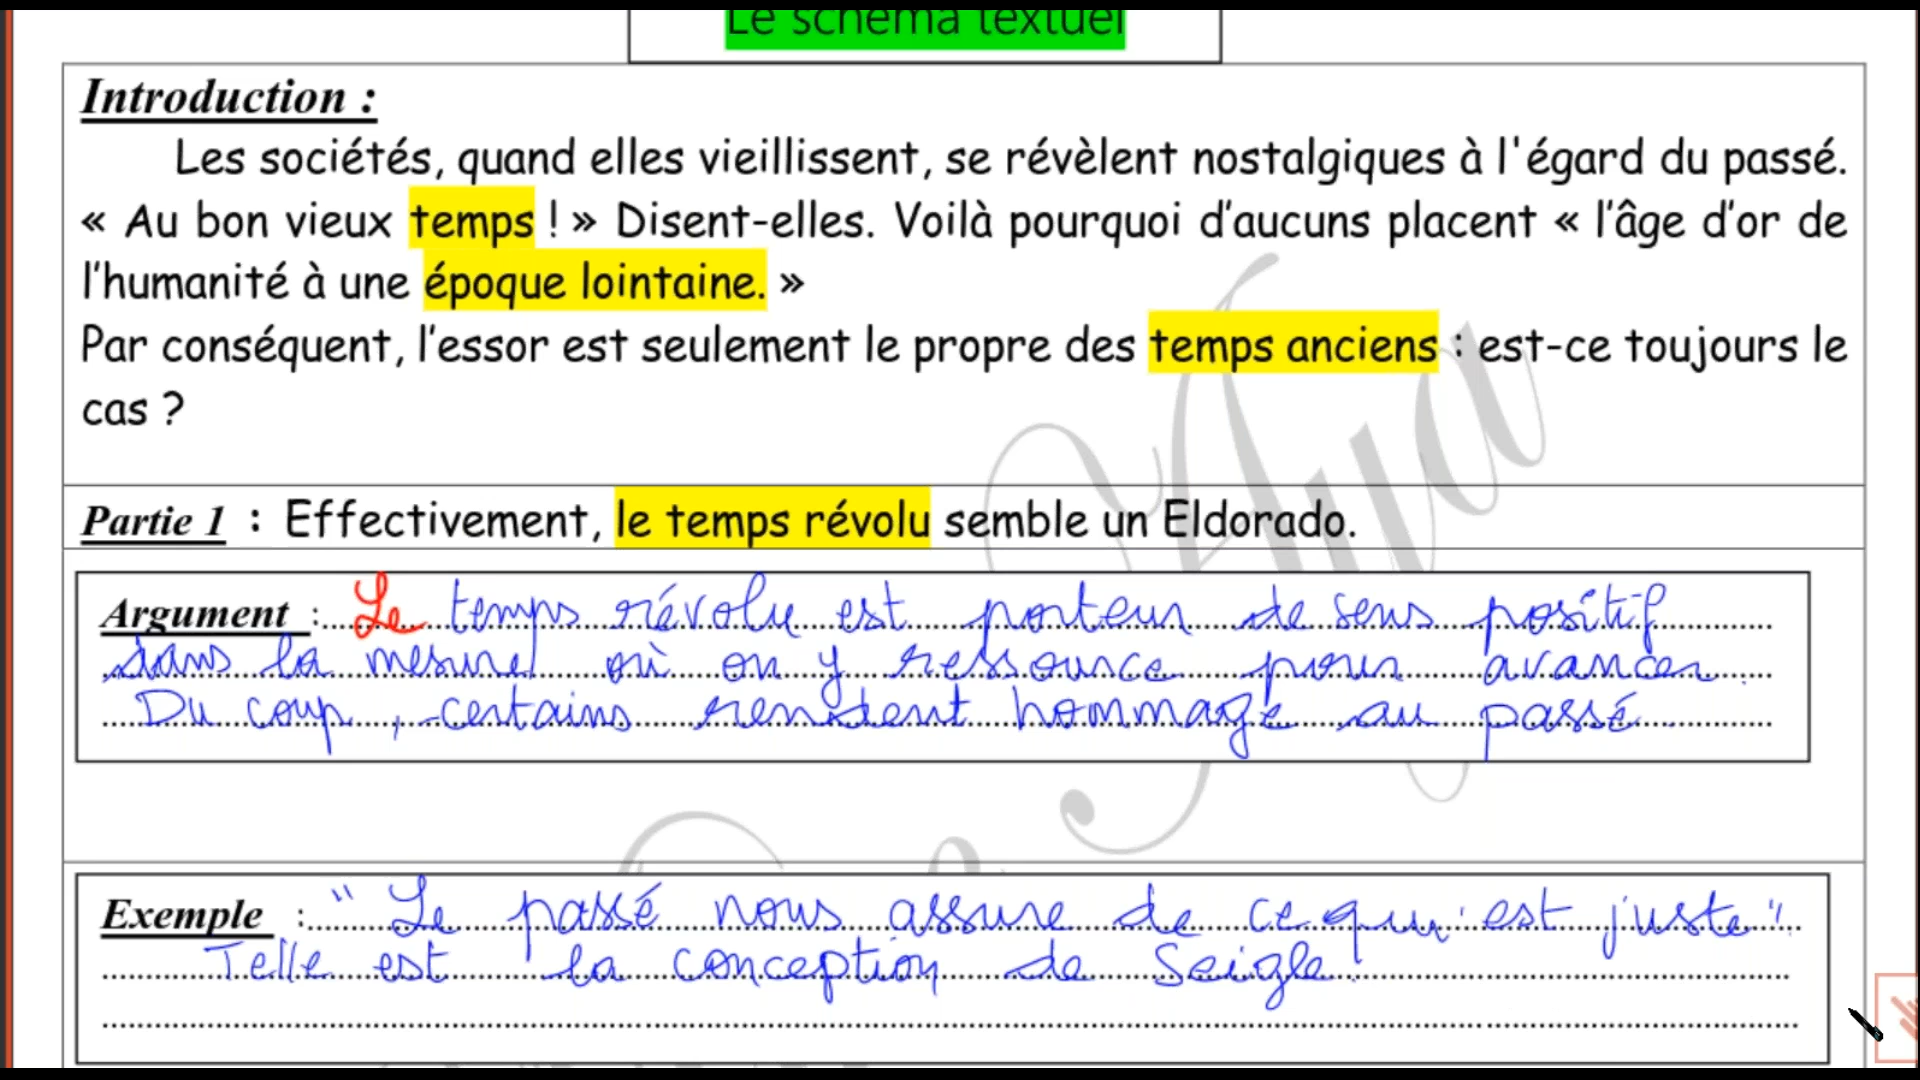 Le schéma textuel
Introduction :
Les sociétés, quand elles vieillissent, se révèlent nostalgiques à l'égard du passé.
« Au bon vieux temps ! » Disent-elles. Voilà pourquoi d'aucuns placent « l'âge d'or de
l'humanité à une époque lointaine. »
Par conséquent, l'essor est seulement le propre des temps anciens : est-ce toujours le
cas ?
Partie 1 : Effectivement, le temps révolu semble un Eldorado.
Argument : Le temps révolu est porteur de sens positif
dans la mesure où on y ressource pour avancer.
Du coup, certains rendent hommage au passé
Exemple : "Le passé nous assure de ce qui est juste".
Telle est la conception de Seigle.
Aya